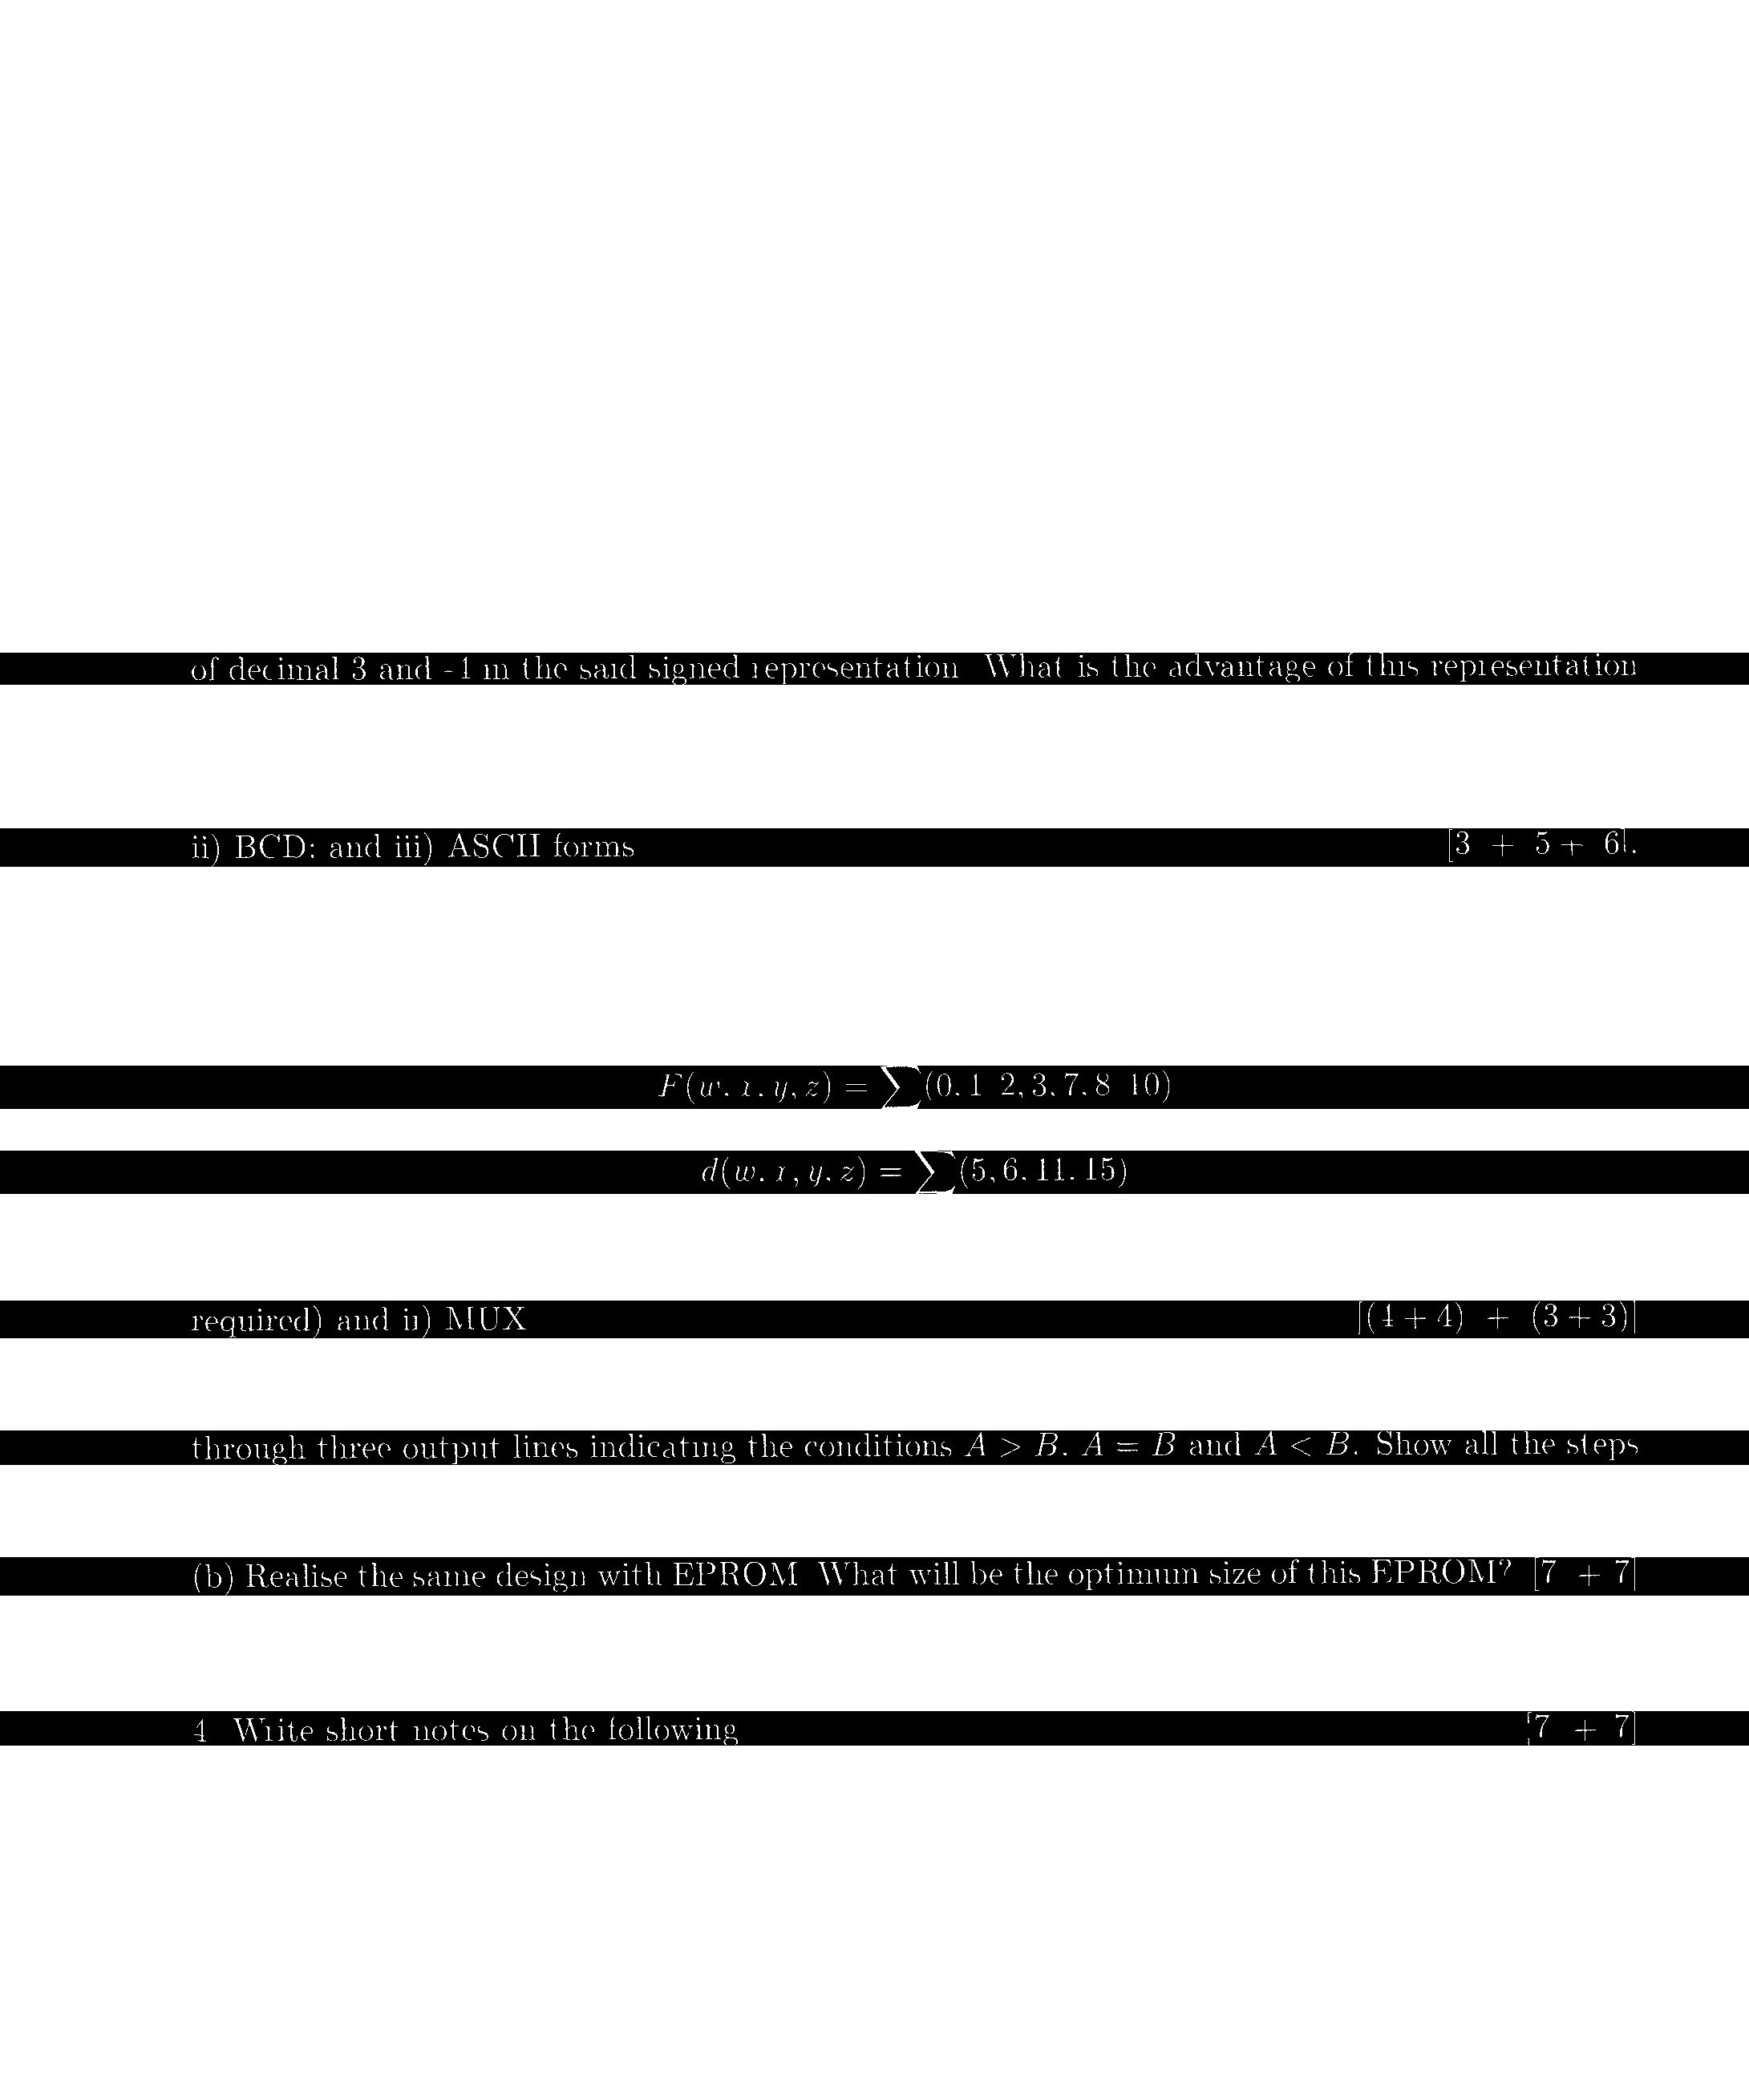 of decimal 3 and -1 in the said signed representation What is the advantage of this representation
ii) BCD: and iii) ASCII forms [3 + 5 + 6].
F(w. x. y, z) = ∑(0. 1 2, 3. 7. 8 10)
d(w. x, y. z) = ∑(5, 6. 11. 15)
required) and ii) MUX [(4 + 4) + (3 + 3)]
through three output lines indicating the conditions A > B. A = B and A < B. Show all the steps
(b) Realise the same design with EPROM What will be the optimum size of this EPROM? [7 + 7]
4 Write short notes on the following [7 + 7]